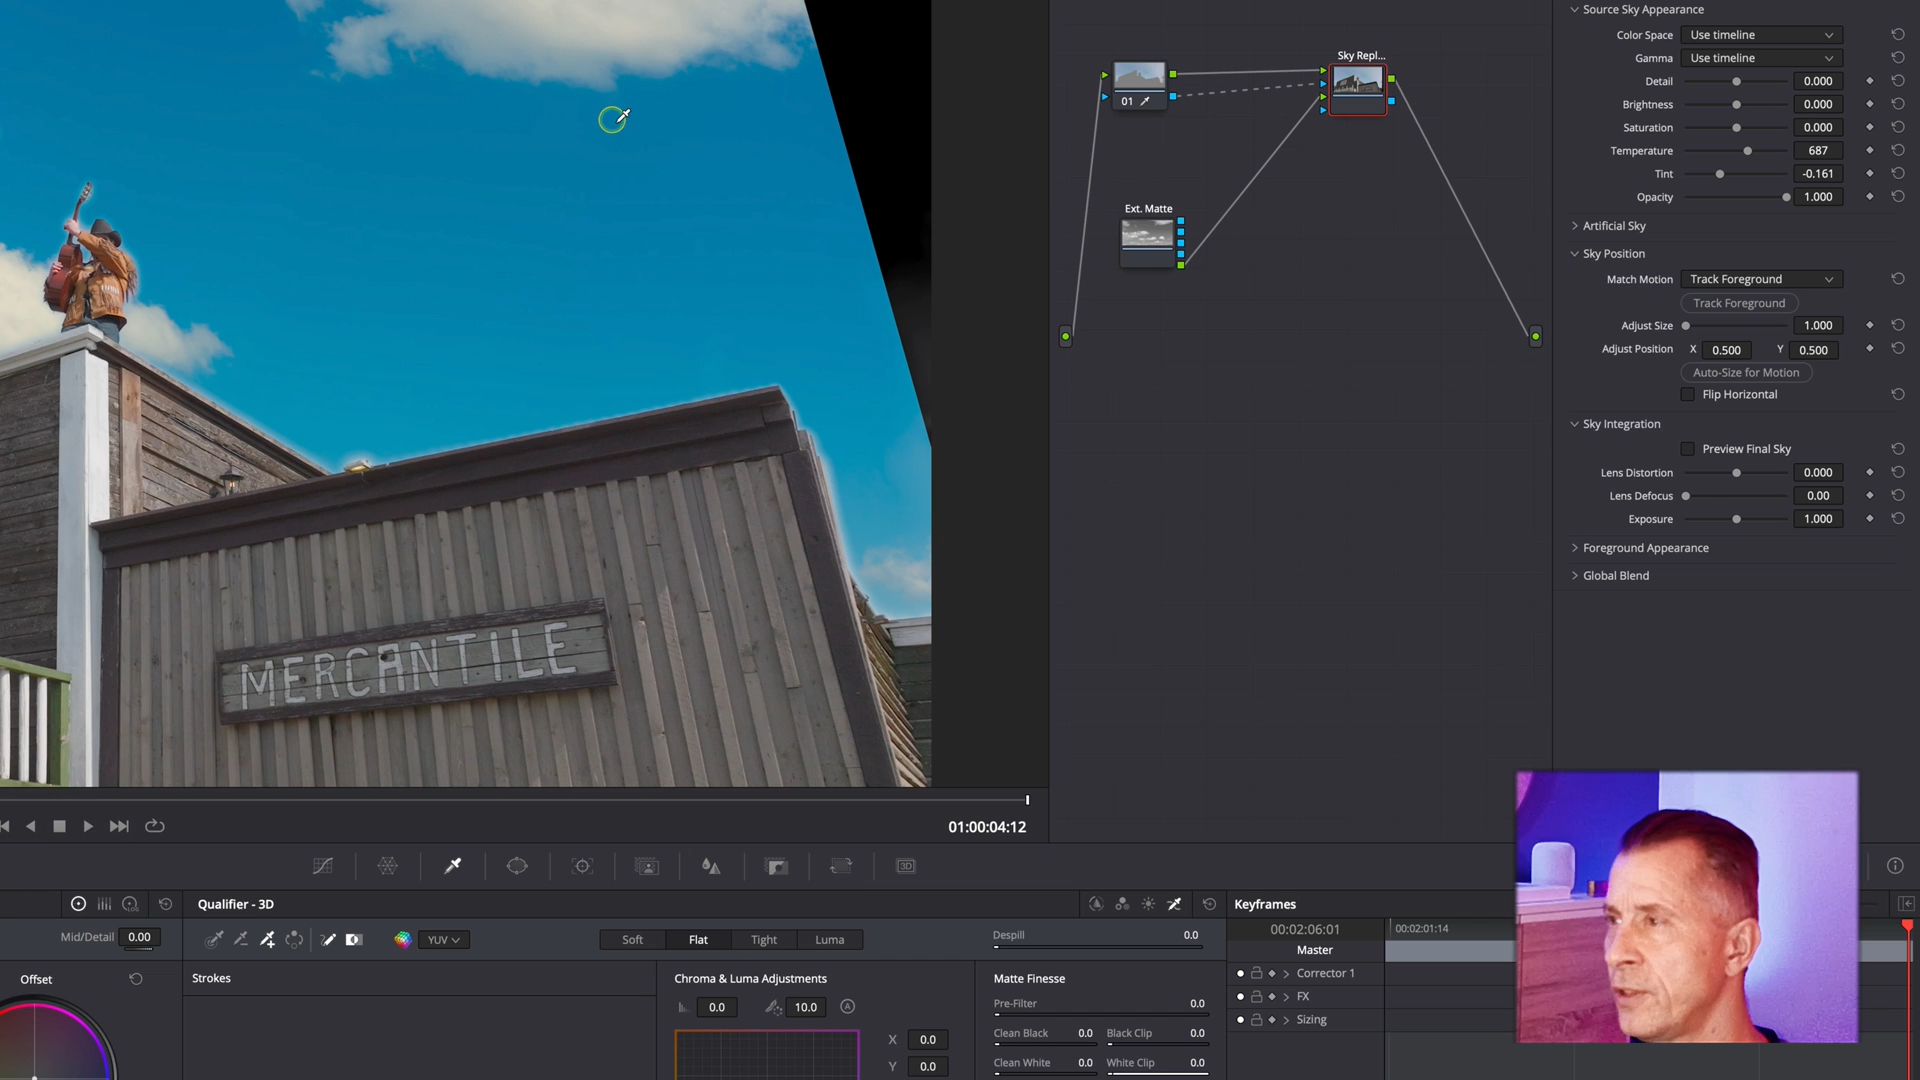 MERCANTILE
01:00:04:12
01
Sky Repl...
Ext. Matte
Source Sky Appearance
Color Space Use timeline
Gamma Use timeline
Detail 0.000
Brightness 0.000
Saturation 0.000
Temperature 687
Tint -0.161
Opacity 1.000
Artificial Sky
Sky Position
Match Motion Track Foreground
Track Foreground
Adjust Size 1.000
Adjust Position X 0.500 Y 0.500
Auto-Size for Motion
Flip Horizontal
Sky Integration
Preview Final Sky
Lens Distortion 0.000
Lens Defocus 0.00
Exposure 1.000
Foreground Appearance
Global Blend
3D
Mid/Detail 0.00
Offset
Qualifier - 3D
YUV
Soft Flat Tight Luma
Despill 0.0
Strokes
Chroma & Luma Adjustments
0.0 10.0 A
X 0.0
Y 0.0
Matte Finesse
Pre-Filter 0.0
Clean Black 0.0 Black Clip 0.0
Clean White 0.0 White Clip 0.0
Keyframes
00:02:06:01 00:02:01:14
Master
Corrector 1
FX
Sizing